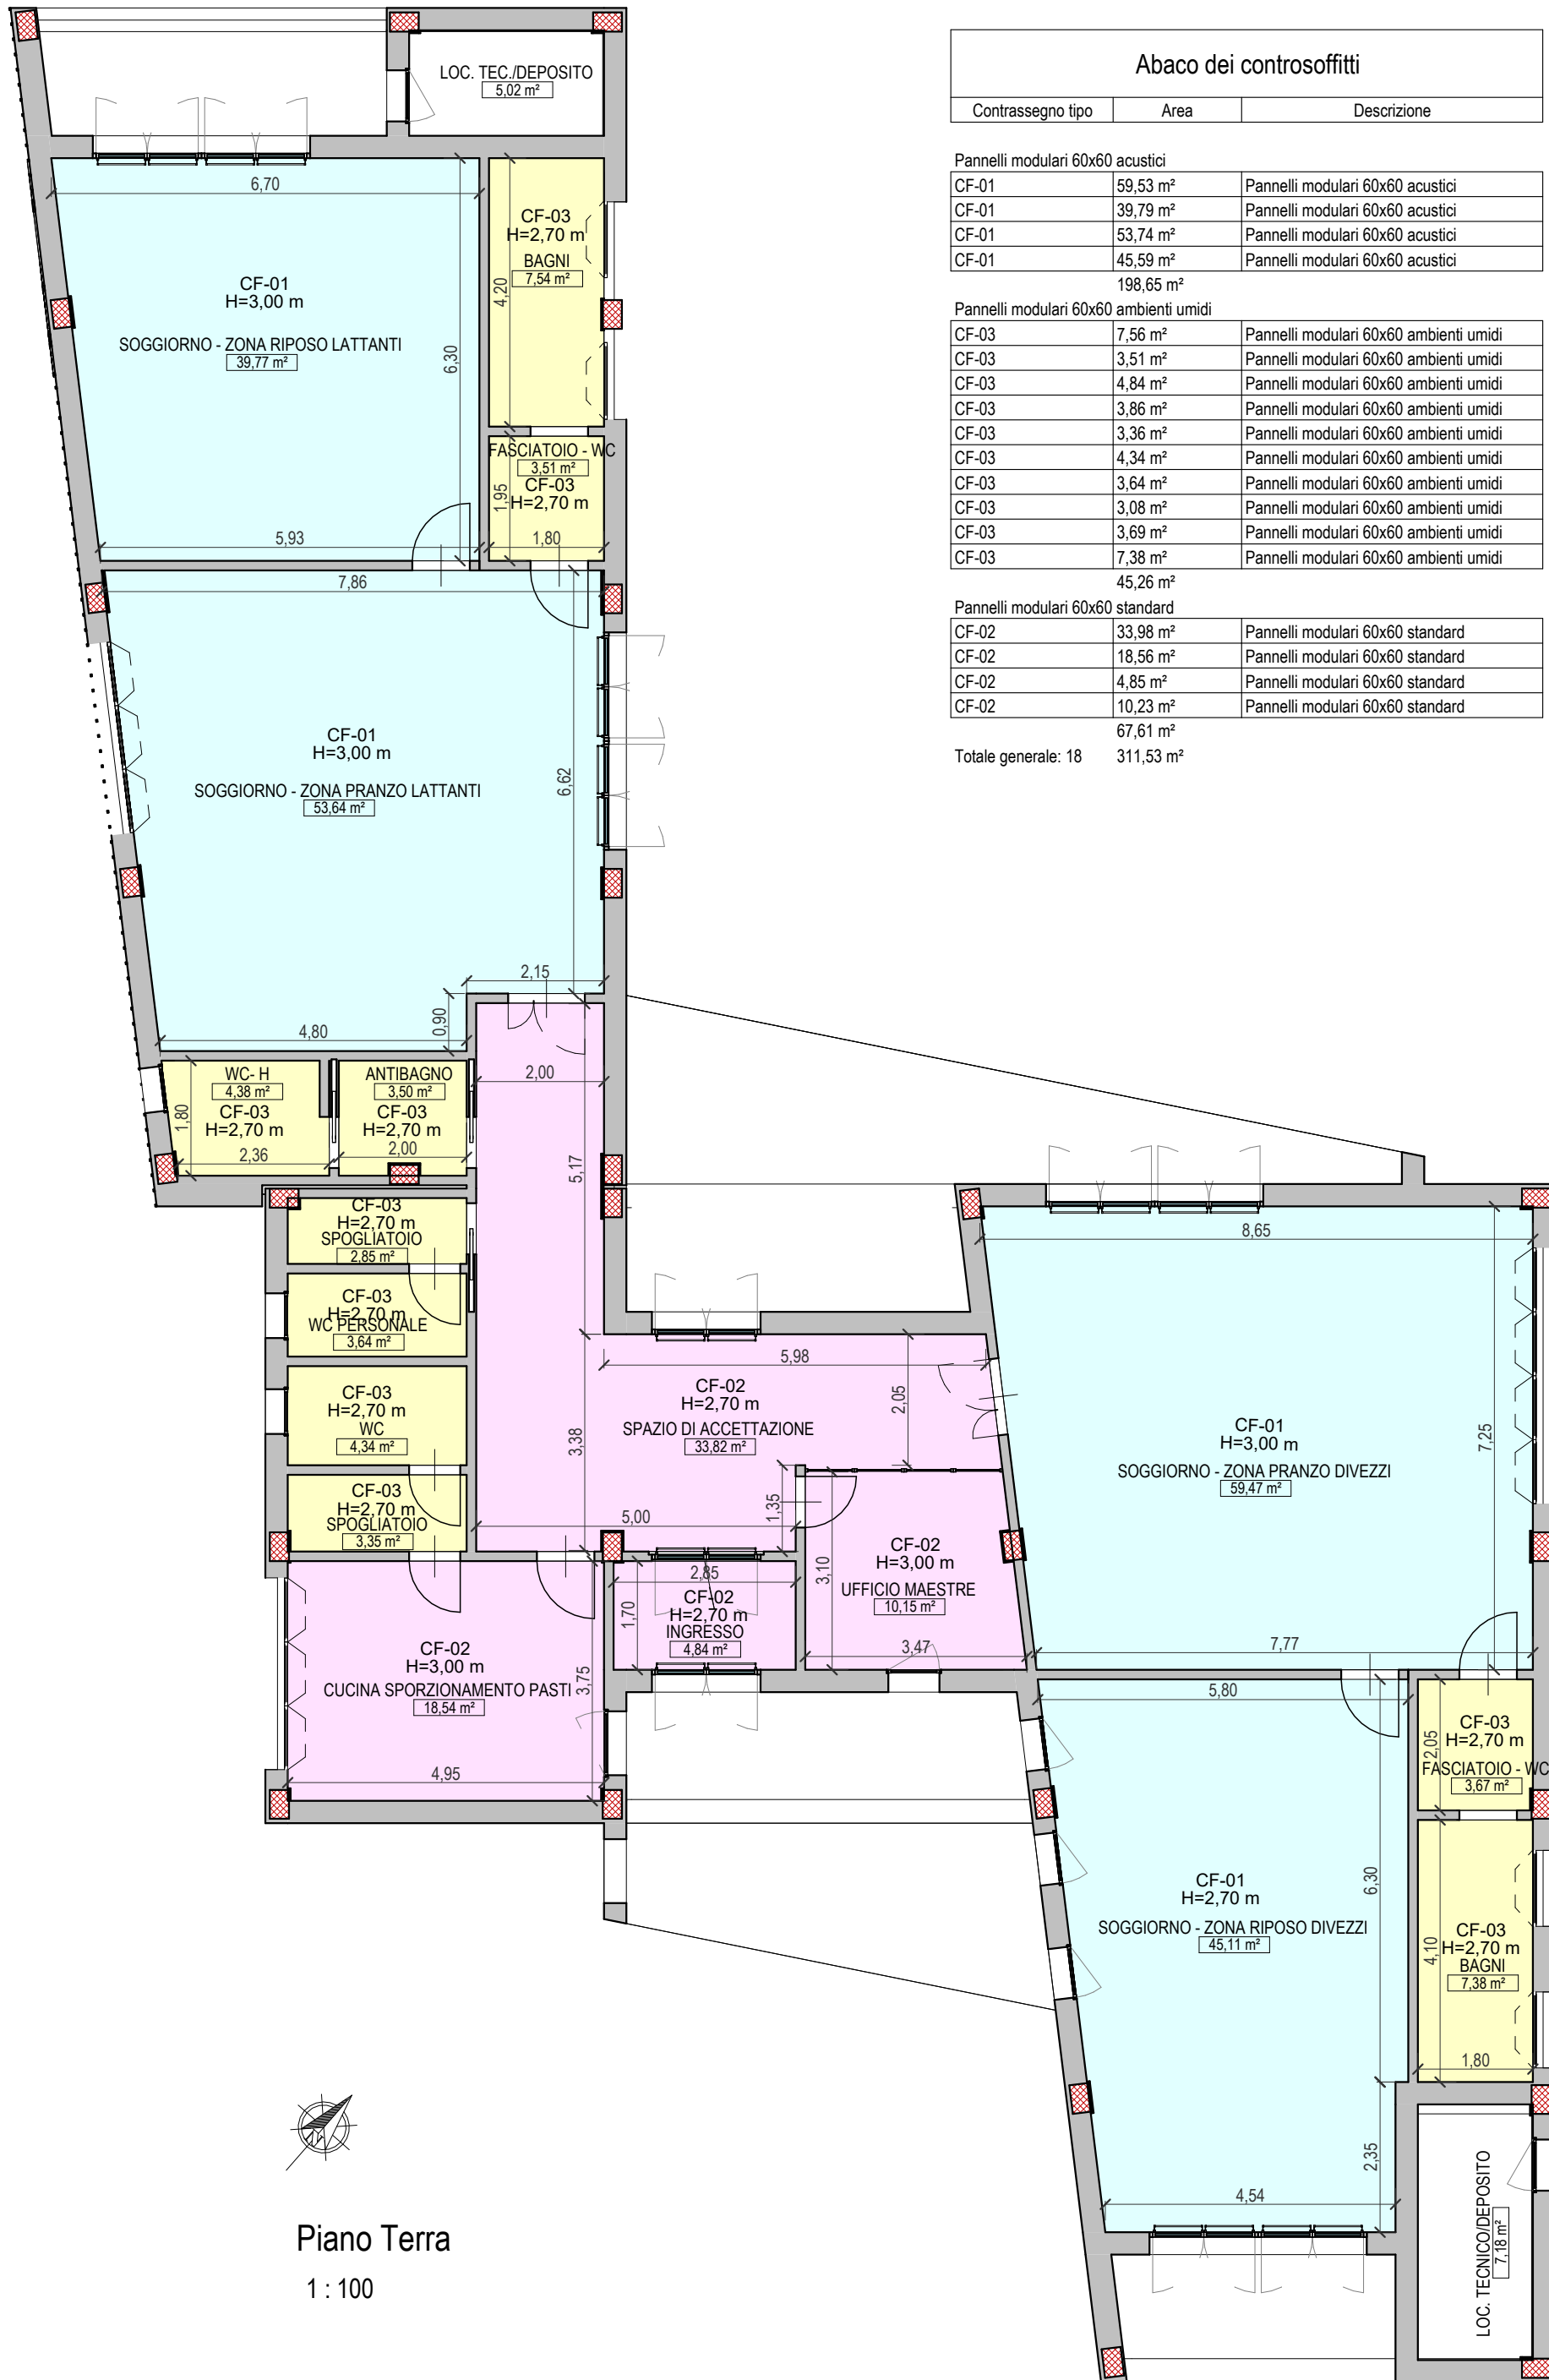 Abaco dei controsoffitti
Contrassegno tipo Area Descrizione
Pannelli modulari 60x60 acustici
CF-01 59,53 m² Pannelli modulari 60x60 acustici
CF-01 39,79 m² Pannelli modulari 60x60 acustici
CF-01 53,74 m² Pannelli modulari 60x60 acustici
CF-01 45,59 m² Pannelli modulari 60x60 acustici
198,65 m²
Pannelli modulari 60x60 ambienti umidi
CF-03 7,56 m² Pannelli modulari 60x60 ambienti umidi
CF-03 3,51 m² Pannelli modulari 60x60 ambienti umidi
CF-03 4,84 m² Pannelli modulari 60x60 ambienti umidi
CF-03 3,86 m² Pannelli modulari 60x60 ambienti umidi
CF-03 3,36 m² Pannelli modulari 60x60 ambienti umidi
CF-03 4,34 m² Pannelli modulari 60x60 ambienti umidi
CF-03 3,64 m² Pannelli modulari 60x60 ambienti umidi
CF-03 3,08 m² Pannelli modulari 60x60 ambienti umidi
CF-03 3,69 m² Pannelli modulari 60x60 ambienti umidi
CF-03 7,38 m² Pannelli modulari 60x60 ambienti umidi
45,26 m²
Pannelli modulari 60x60 standard
CF-02 33,98 m² Pannelli modulari 60x60 standard
CF-02 18,56 m² Pannelli modulari 60x60 standard
CF-02 4,85 m² Pannelli modulari 60x60 standard
CF-02 10,23 m² Pannelli modulari 60x60 standard
67,61 m²
Totale generale: 18 311,53 m²
LOC. TEC./DEPOSITO
5,02 m²
6,70
CF-01
H=3,00 m
SOGGIORNO - ZONA RIPOSO LATTANTI
39,77 m²
6,30
5,93
4,20
CF-03
H=2,70 m
BAGNI
7,54 m²
FASCIATOIO - WC
3,51 m²
CF-03
H=2,70 m
1,95
1,80
7,86
CF-01
H=3,00 m
SOGGIORNO - ZONA PRANZO LATTANTI
53,64 m²
6,62
2,15
0,90
4,80
WC- H
4,38 m²
CF-03
H=2,70 m
1,80
2,36
ANTIBAGNO
3,50 m²
CF-03
H=2,70 m
2,00
2,00
5,17
CF-03
H=2,70 m
SPOGLIATOIO
2,85 m²
CF-03
H=2,70 m
WC PERSONALE
3,64 m²
CF-03
H=2,70 m
WC
4,34 m²
CF-03
H=2,70 m
SPOGLIATOIO
3,35 m²
5,98
CF-02
H=2,70 m
SPAZIO DI ACCETTAZIONE
33,82 m²
2,05
3,38
1,35
5,00
CF-02
H=3,00 m
UFFICIO MAESTRE
10,15 m²
3,10
3,47
2,85
1,70
CF-02
H=2,70 m
INGRESSO
4,84 m²
CF-02
H=3,00 m
CUCINA SPORZIONAMENTO PASTI
18,54 m²
3,75
4,95
8,65
CF-01
H=3,00 m
SOGGIORNO - ZONA PRANZO DIVEZZI
59,47 m²
7,25
7,77
5,80
CF-03
H=2,70 m
FASCIATOIO - WC
3,67 m²
2,05
CF-01
H=2,70 m
SOGGIORNO - ZONA RIPOSO DIVEZZI
45,11 m²
6,30
CF-03
H=2,70 m
BAGNI
7,38 m²
4,10
1,80
2,35
4,54
LOC. TECNICO/DEPOSITO
7,18 m²
N
Piano Terra
1 : 100